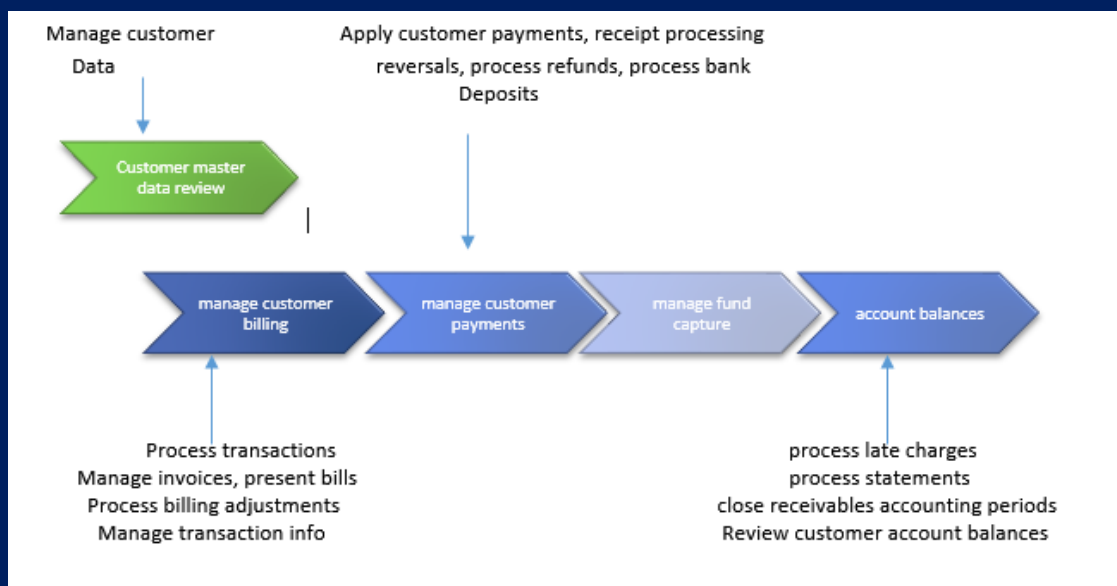 Manage customer
Data
Apply customer payments, receipt processing
reversals, process refunds, process bank
Deposits
Customer master
data review
manage customer
billing
manage customer
payments
manage fund
capture
account balances
Process transactions
Manage invoices, present bills
Process billing adjustments
Manage transaction info
process late charges
process statements
close receivables accounting periods
Review customer account balances